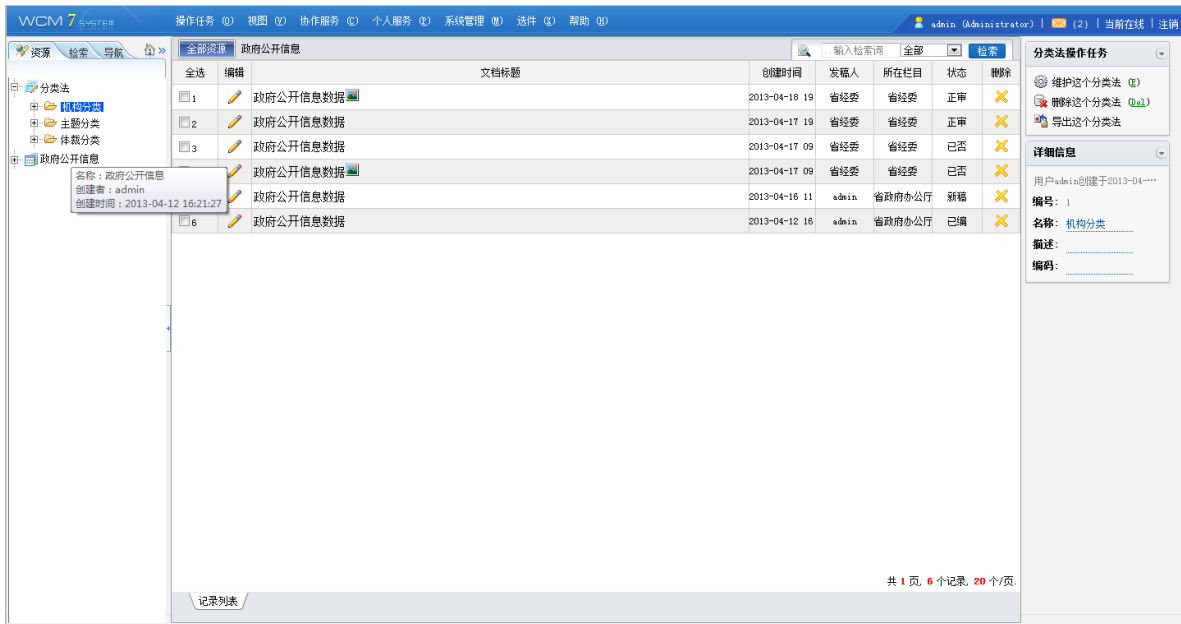 WCM 7 SYSTEM 操作任务 (O) 视图 (V) 协作服务 (C) 个人服务 (P) 系统管理 (M) 选件 (X) 帮助 (H) admin (Administrator) | (2) | 当前在线 | 注销
资源 检索 导航 »
全部资源 政府公开信息 ..输入检索词 全部 检索
全选 编辑 文档标题 创建时间 发稿人 所在栏目 状态 删除
1 政府公开信息数据 2013-04-18 19 省经委 省经委 正审
2 政府公开信息数据 2013-04-17 19 省经委 省经委 正审
3 政府公开信息数据 2013-04-17 09 省经委 省经委 已否
政府公开信息数据 2013-04-17 09 省经委 省经委 已否
政府公开信息数据 2013-04-16 11 admin 省政府办公厅 新稿
6 政府公开信息数据 2013-04-12 16 admin 省政府办公厅 已编
分类法
机构分类
主题分类
体裁分类
政府公开信息
名称：政府公开信息
创建者：admin
创建时间：2013-04-12 16:21:27
共 1 页, 6 个记录, 20 个/页.
记录列表
分类法操作任务
维护这个分类法 (E)
删除这个分类法 (Del)
导出这个分类法
详细信息
用户admin创建于2013-04-…
编号: 1
名称: 机构分类
描述:
编码: